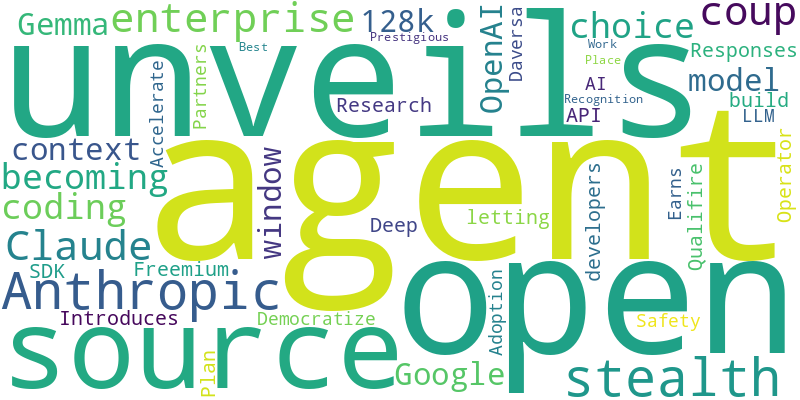 Gemma
enterprise
128k
Prestigious
OpenAI
Daversa
choice
coup
unveils
Best
Work
Place
Responses
Partners
Accelerate
Research
AI
model
Recognition
API
build
LLM
context
window
agent
becoming
coding
Deep
letting
developers
Earns
Qualifire
Operator
Claude
SDK
Freemium
open
Anthropic
Introduces
Democratize
Adoption
Safety
source
Plan
Google
stealth